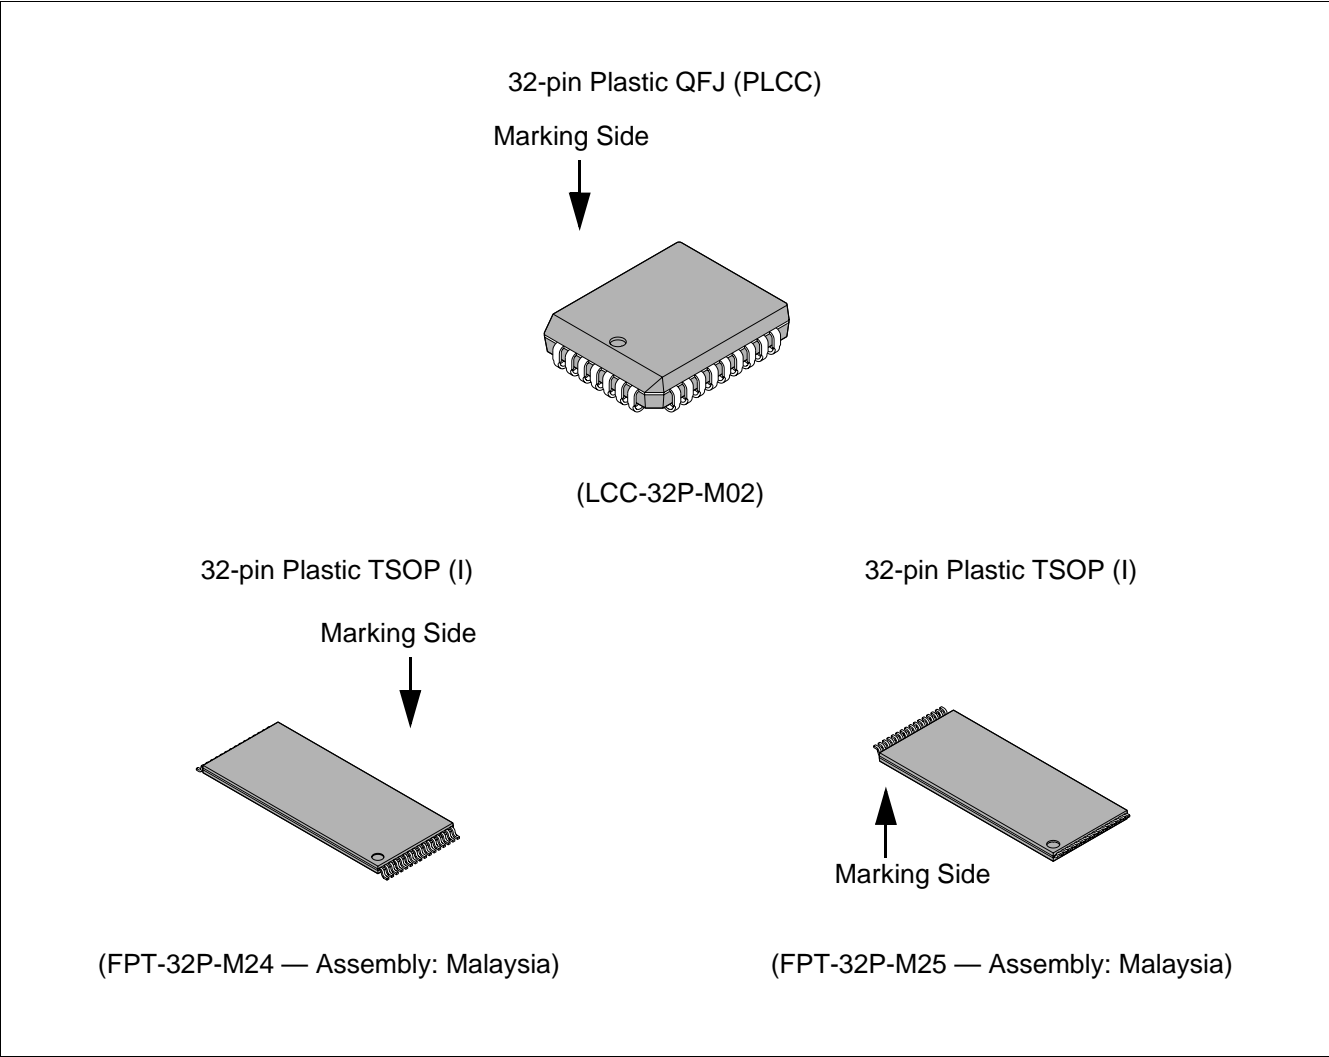 32-pin Plastic QFJ (PLCC)
Marking Side
(LCC-32P-M02)
32-pin Plastic TSOP (I)
Marking Side
(FPT-32P-M24 — Assembly: Malaysia)
32-pin Plastic TSOP (I)
Marking Side
(FPT-32P-M25 — Assembly: Malaysia)